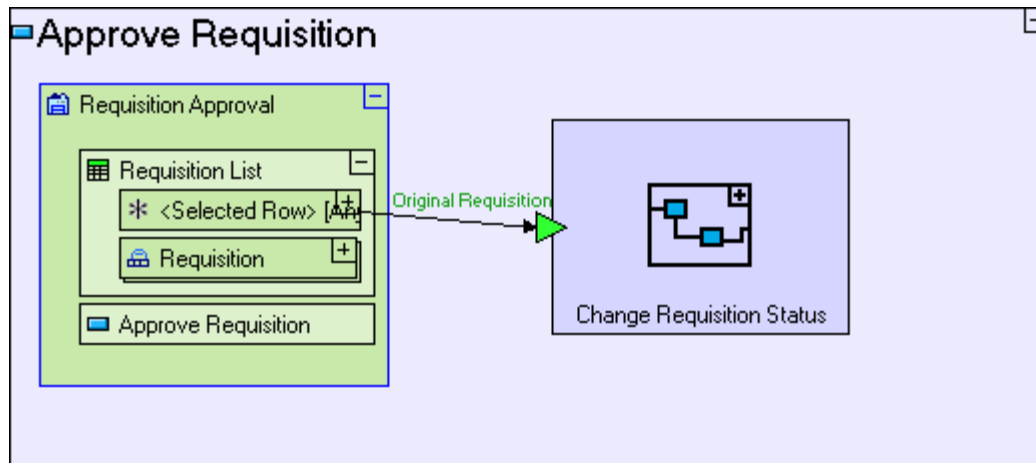 Approve Requisition
Requisition Approval
Requisition List
<Selected Row>
Original Requisition
Requisition
Approve Requisition
Change Requisition Status